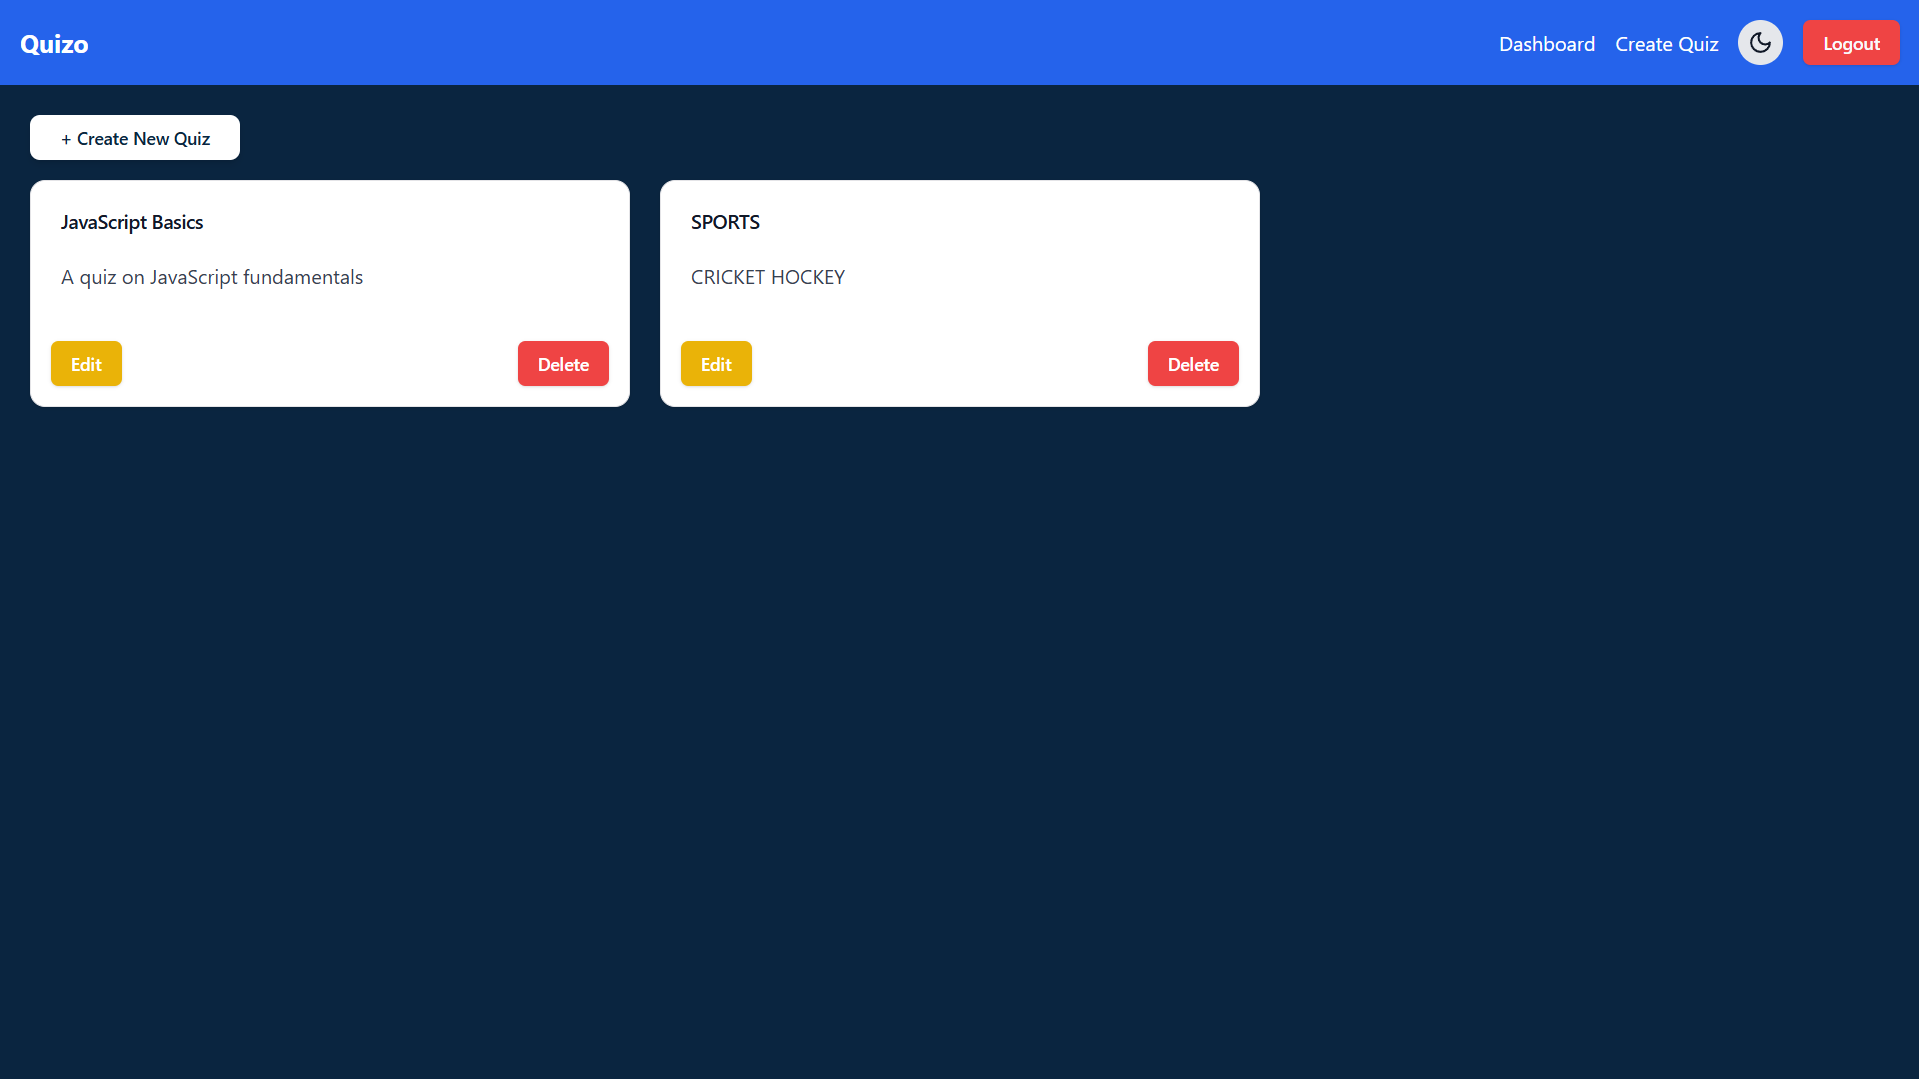 Quizo
Dashboard
Create Quiz
Logout
+ Create New Quiz
JavaScript Basics
A quiz on JavaScript fundamentals
Edit
Delete
SPORTS
CRICKET HOCKEY
Edit
Delete